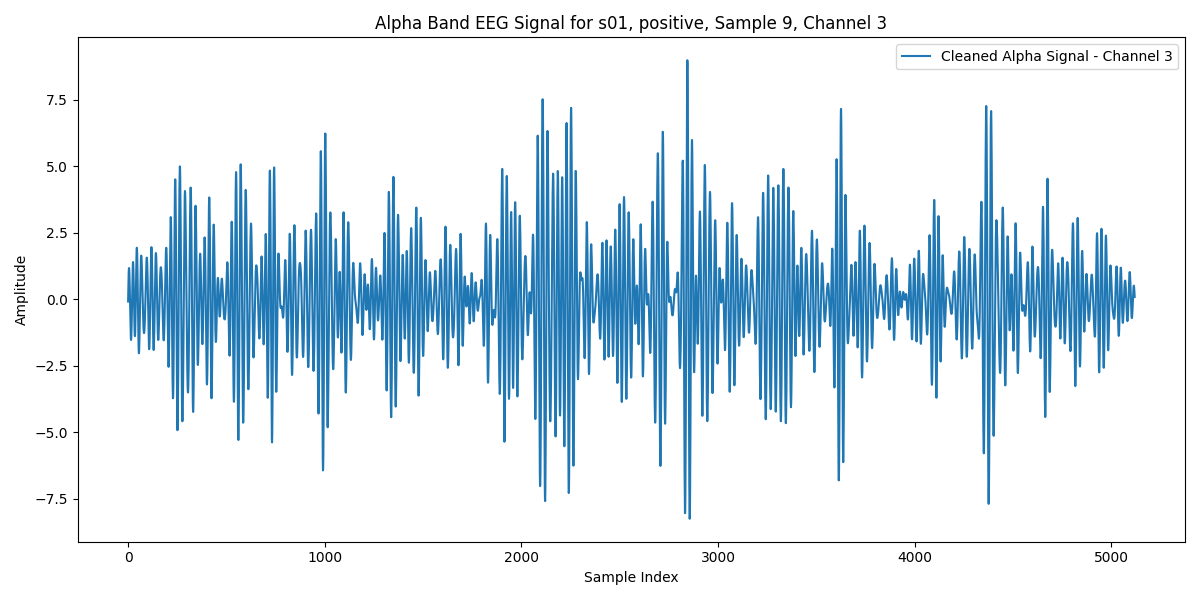 Alpha Band EEG Signal for s01, positive, Sample 9, Channel 3
Cleaned Alpha Signal - Channel 3
Amplitude
7.5
5.0
2.5
0.0
−2.5
−5.0
−7.5
0 1000 2000 3000 4000 5000
Sample Index